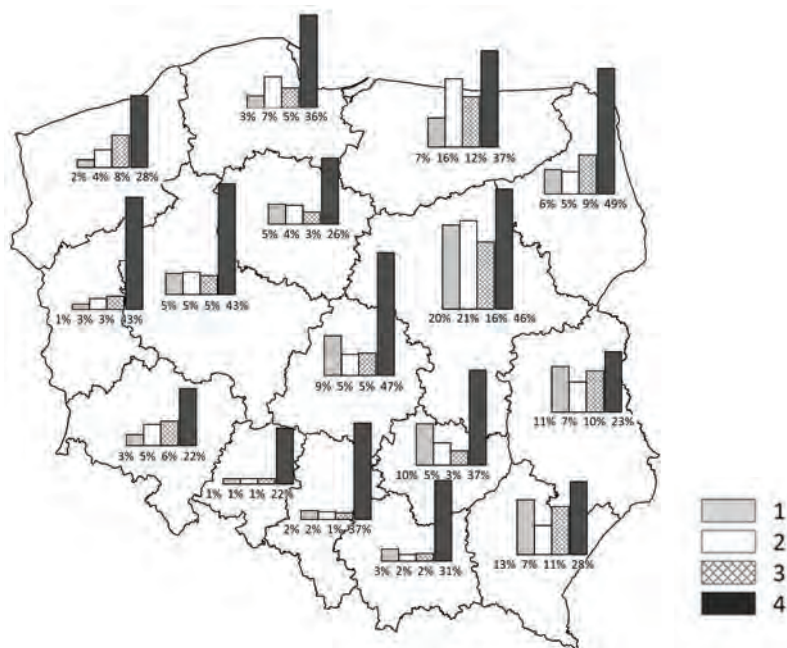 3% 7% 5% 36%
7% 16% 12% 37%
2% 4% 8% 28%
6% 5% 9% 49%
5% 4% 3% 26%
5% 5% 5% 43%
1% 3% 3% 43%
20% 21% 16% 46%
9% 5% 5% 47%
11% 7% 10% 23%
3% 5% 6% 22%
10% 5% 3% 37%
1% 1% 1% 22%
2% 2% 1% 37%
3% 2% 2% 31%
13% 7% 11% 28%
1
2
3
4